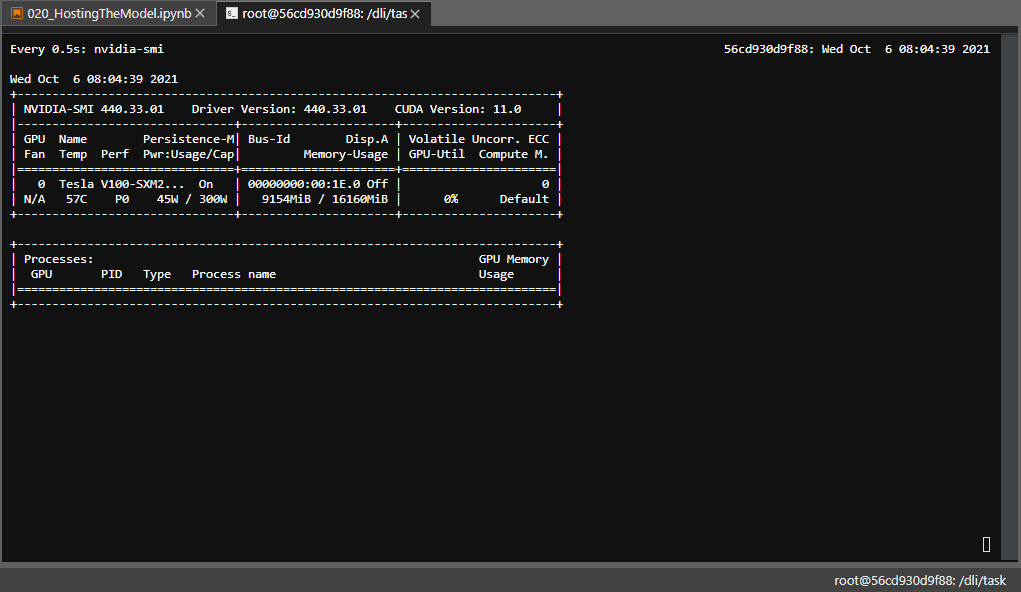 020_HostingTheModel.ipynb
root@56cd930d9f88: /dli/tas
Every 0.5s: nvidia-smi                                                                                56cd930d9f88: Wed Oct  6 08:04:39 2021
Wed Oct  6 08:04:39 2021
+-----------------------------------------------------------------------------+
| NVIDIA-SMI 440.33.01    Driver Version: 440.33.01    CUDA Version: 11.0     |
|-------------------------------+----------------------+----------------------+
| GPU  Name        Persistence-M| Bus-Id        Disp.A | Volatile Uncorr. ECC |
| Fan  Temp  Perf  Pwr:Usage/Cap|         Memory-Usage | GPU-Util  Compute M. |
|===============================+======================+======================|
|   0  Tesla V100-SXM2...  On   | 00000000:00:1E.0 Off |                    0 |
| N/A   57C    P0    45W / 300W |   9154MiB / 16160MiB |      0%      Default |
+-------------------------------+----------------------+----------------------+
+-----------------------------------------------------------------------------+
| Processes:                                                       GPU Memory |
|  GPU       PID   Type   Process name                             Usage      |
|=============================================================================|
+-----------------------------------------------------------------------------+
root@56cd930d9f88: /dli/task